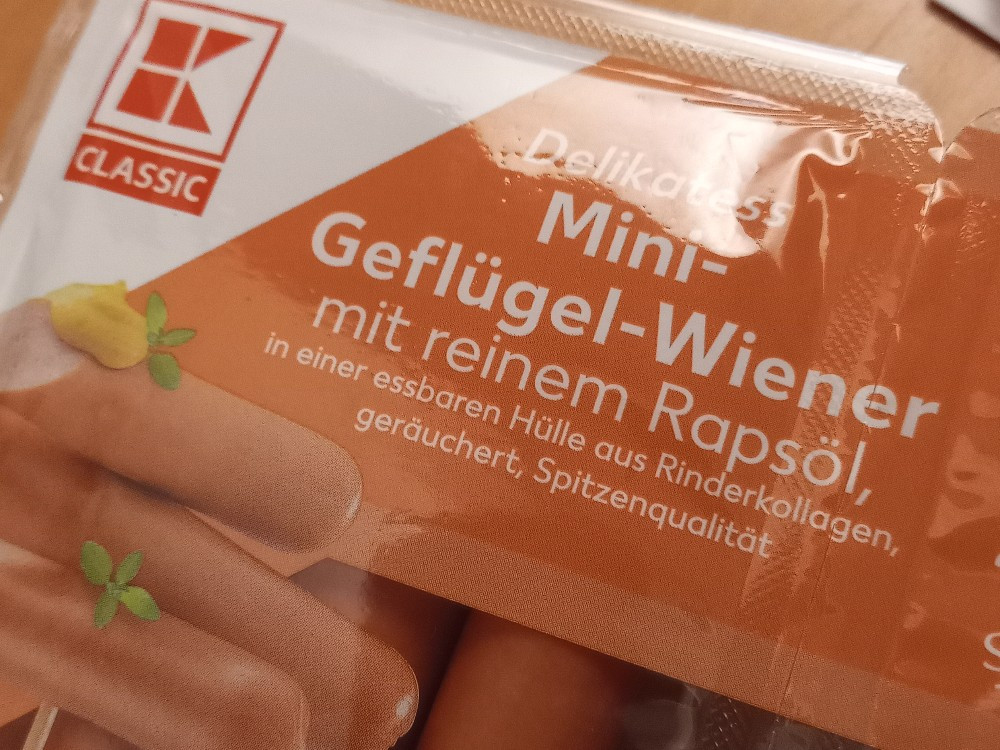 K
CLASSIC
Delikatess
Mini-
Geflügel-Wiener
mit reinem Rapsöl,
in einer essbaren Hülle aus Rinderkollagen,
geräuchert, Spitzenqualität